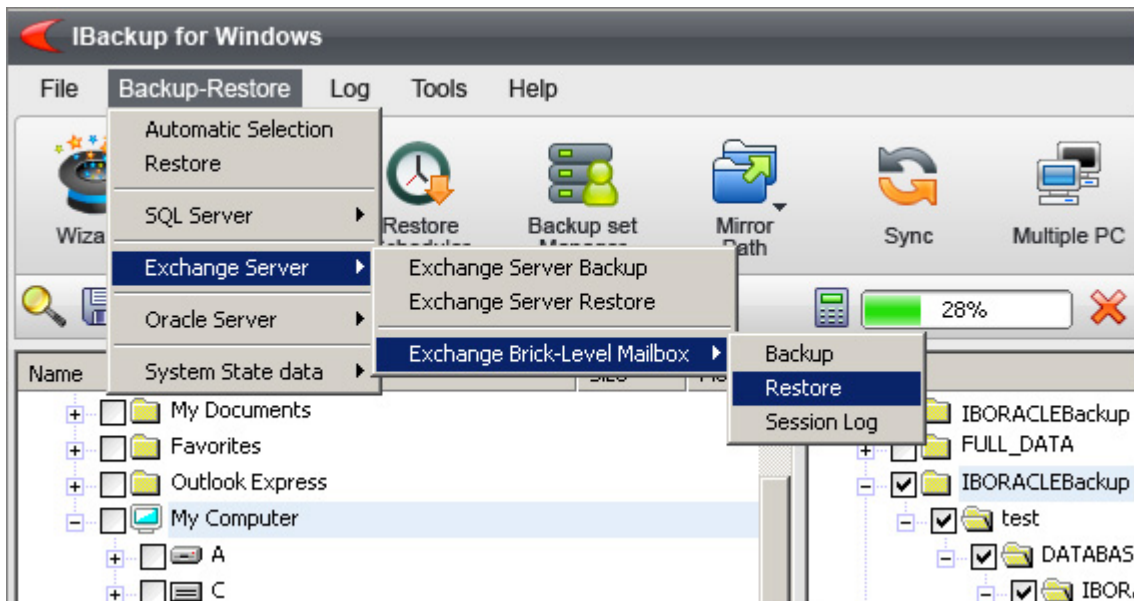 IBackup for Windows
File Backup-Restore Log Tools Help
Automatic Selection
Restore
SQL Server
Exchange Server
Oracle Server
System State data
Exchange Server Backup
Exchange Server Restore
Exchange Brick-Level Mailbox
Backup
Restore
Session Log
Restore
Backup set
Mirror
Path
Sync
Multiple PC
28%
Name
My Documents
Favorites
Outlook Express
My Computer
A
C
IBORACLEBackup
FULL_DATA
IBORACLEBackup
test